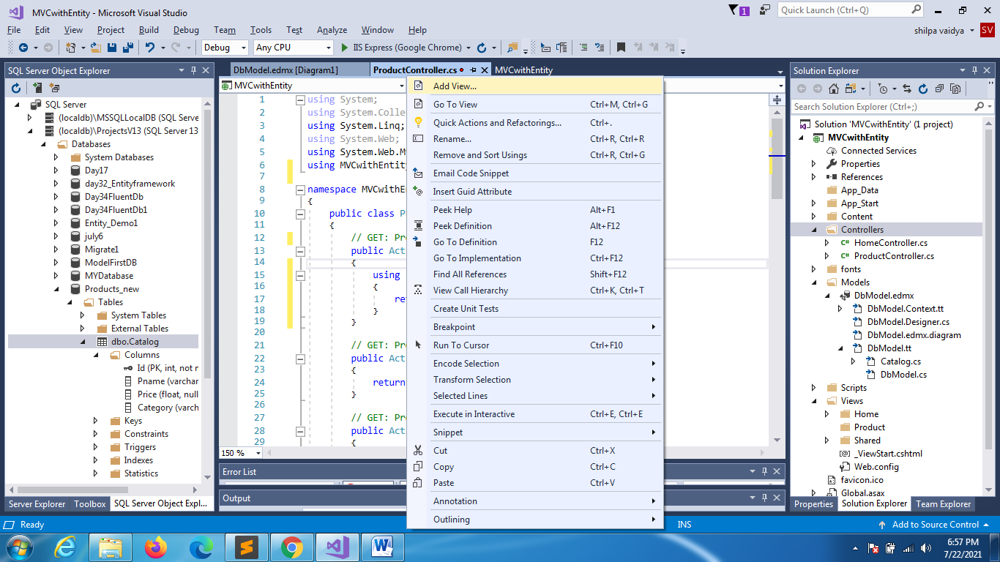 MVCwithEntity - Microsoft Visual Studio
1
Quick Launch (Ctrl+Q)
File Edit View Project Build Debug Team Tools Test Analyze Window Help
shilpa vaidya
SV
Debug Any CPU IIS Express (Google Chrome)
SQL Server Object Explorer
SQL Server
(localdb)\MSSQLLocalDB (SQL Serve
(localdb)\ProjectsV13 (SQL Server 13
Databases
System Databases
Day17
day32_Entityframework
Day34FluentDb
Day34FluentDb1
Entity_Demo1
july6
Migrate1
ModelFirstDB
MYDatabase
Products_new
Tables
System Tables
External Tables
dbo.Catalog
Columns
Id (PK, int, not n
Pname (varchar
Price (float, null
Category (varch
Keys
Constraints
Triggers
Indexes
Statistics
Server Explorer Toolbox SQL Server Object Expl...
DbModel.edmx [Diagram1] ProductController.cs MVCwithEntity
MVCwithEntity
1 using System;
2 using System.Colle
3 using System.Linq;
4 using System.Web;
5 using System.Web.M
6 using MVCwithEntit
7
8 namespace MVCwithE
9 {
10 public class P
11 {
12 // GET: Pr
13 public Act
14 {
15 using
16 {
17 re
18 }
19 }
20
21 // GET: Pr
22 public Act
23 {
24 return
25 }
26
27 // GET: Pr
28 public Act
29 {
150 %
Error List
Output
Add View...
Go To View Ctrl+M, Ctrl+G
Quick Actions and Refactorings... Ctrl+.
Rename... Ctrl+R, Ctrl+R
Remove and Sort Usings Ctrl+R, Ctrl+G
Email Code Snippet
Insert Guid Attribute
Peek Help Alt+F1
Peek Definition Alt+F12
Go To Definition F12
Go To Implementation Ctrl+F12
Find All References Shift+F12
View Call Hierarchy Ctrl+K, Ctrl+T
Create Unit Tests
Breakpoint
Run To Cursor Ctrl+F10
Encode Selection
Transform Selection
Selected Lines
Execute in Interactive Ctrl+E, Ctrl+E
Snippet
Cut Ctrl+X
Copy Ctrl+C
Paste Ctrl+V
Annotation
Outlining
Solution Explorer
Search Solution Explorer (Ctrl+;)
Solution 'MVCwithEntity' (1 project)
MVCwithEntity
Connected Services
Properties
References
App_Data
App_Start
Content
Controllers
HomeController.cs
ProductController.cs
fonts
Models
DbModel.edmx
DbModel.Context.tt
DbModel.Designer.cs
DbModel.edmx.diagram
DbModel.tt
Catalog.cs
DbModel.cs
Scripts
Views
Home
Product
Shared
_ViewStart.cshtml
Web.config
favicon.ico
Global.asax
Properties Solution Explorer Team Explorer
Ready INS Add to Source Control
6:57 PM
7/22/2021